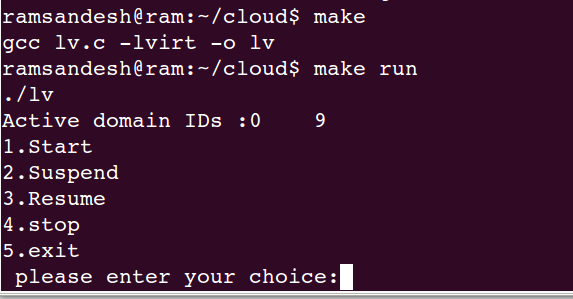 ramsandesh@ram:~/cloud$ make
gcc lv.c -lvirt -o lv
ramsandesh@ram:~/cloud$ make run
./lv
Active domain IDs :0    9
1.Start
2.Suspend
3.Resume
4.stop
5.exit
 please enter your choice: